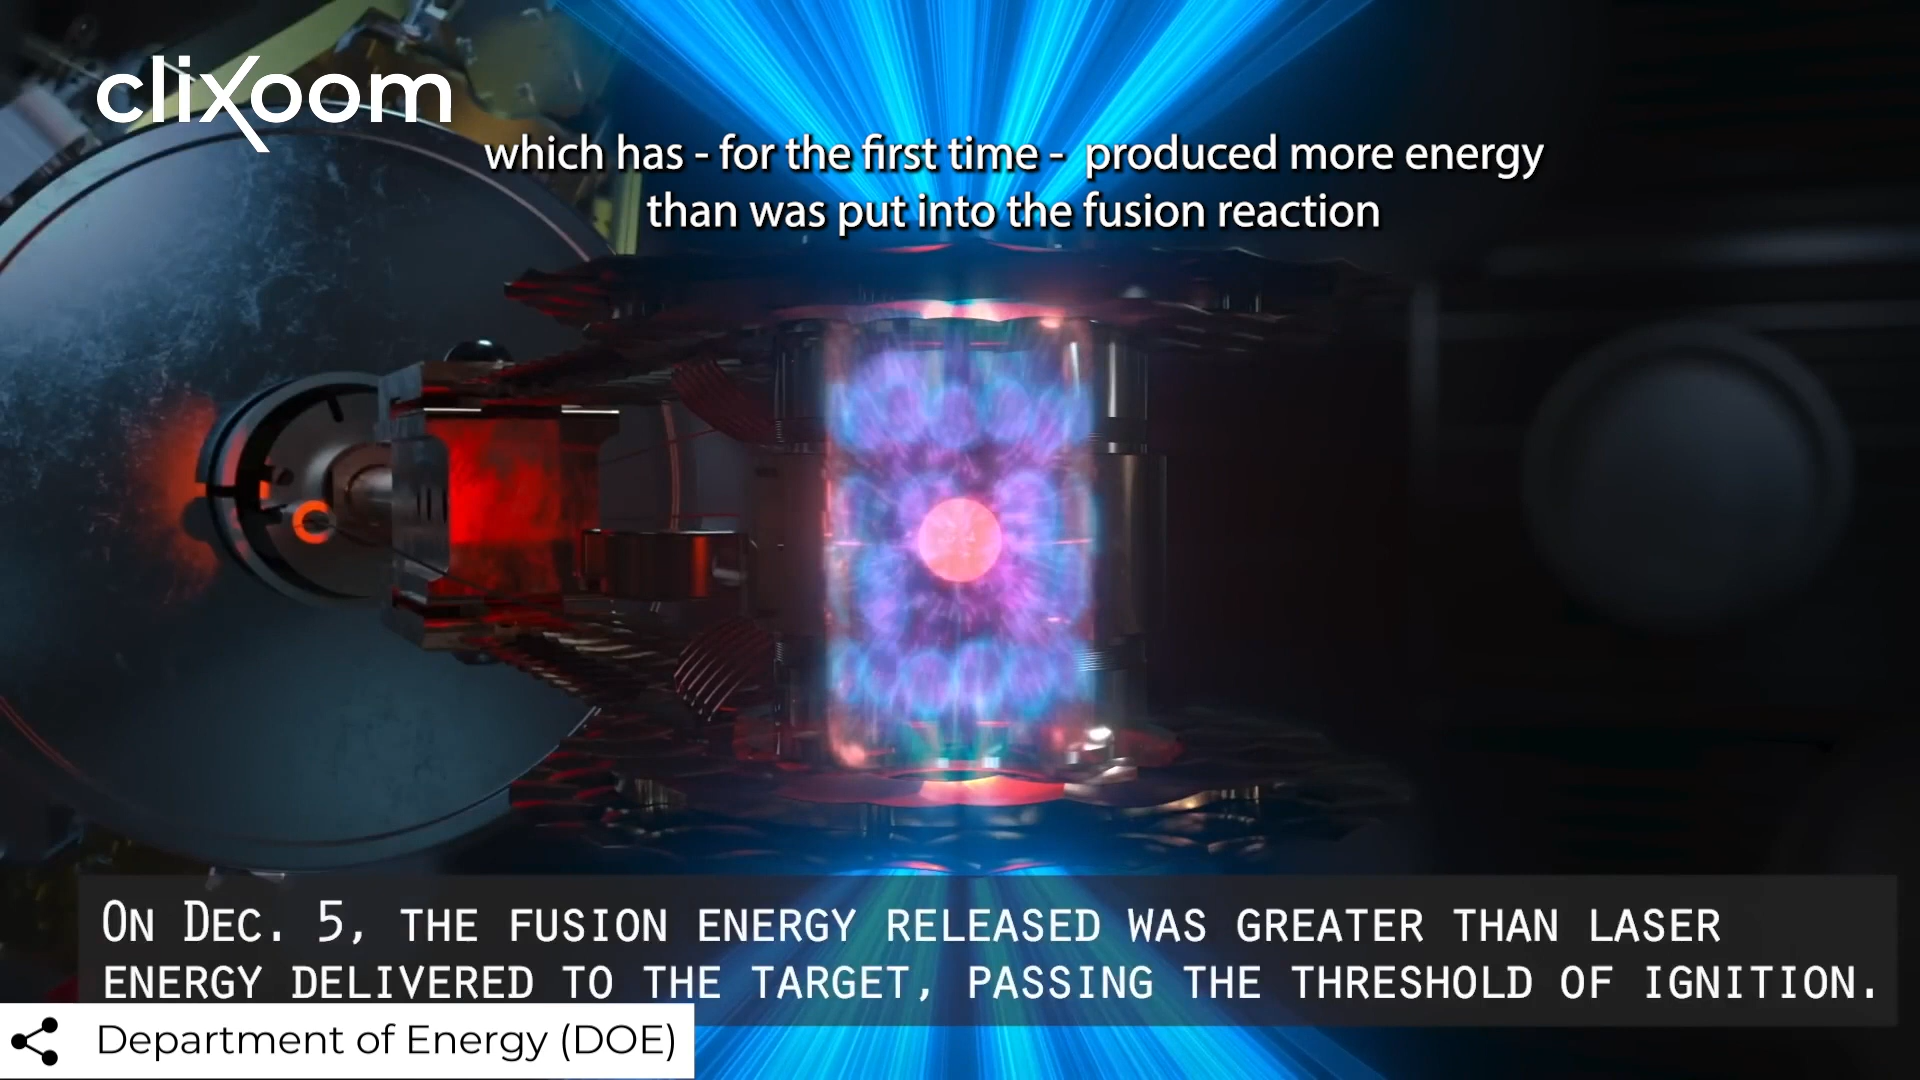 clixoom
which has - for the first time - produced more energy
than was put into the fusion reaction
ON DEC. 5, THE FUSION ENERGY RELEASED WAS GREATER THAN LASER
ENERGY DELIVERED TO THE TARGET, PASSING THE THRESHOLD OF IGNITION.
Department of Energy (DOE)